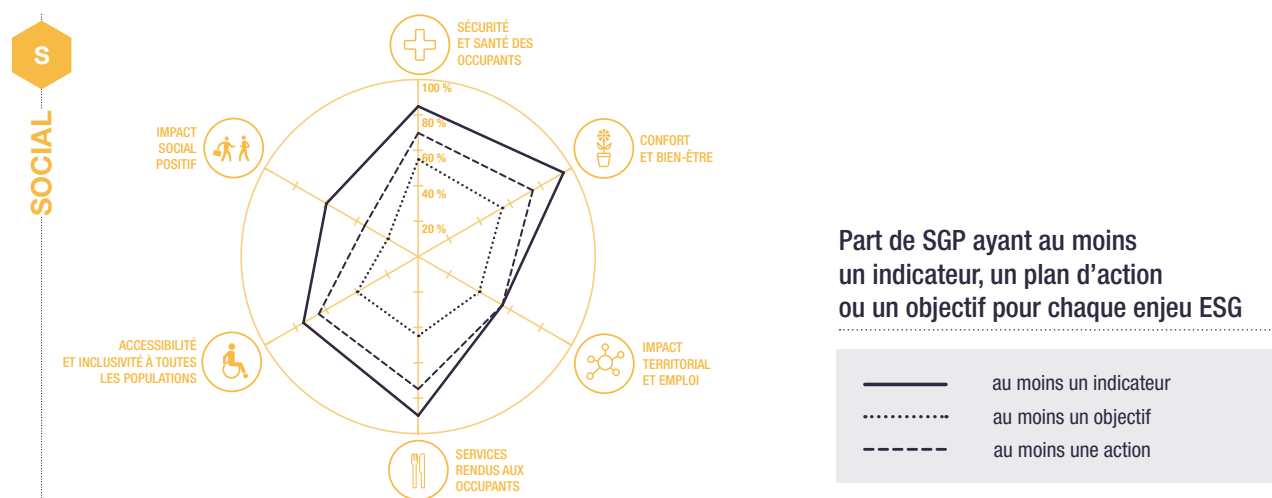 S
SOCIAL
SÉCURITÉ
ET SANTÉ DES
OCCUPANTS
100 %
80 %
60 %
40 %
20 %
IMPACT
SOCIAL
POSITIF
CONFORT
ET BIEN-ÊTRE
ACCESSIBILITÉ
ET INCLUSIVITÉ À TOUTES
LES POPULATIONS
IMPACT
TERRITORIAL
ET EMPLOI
SERVICES
RENDUS AUX
OCCUPANTS
Part de SGP ayant au moins
un indicateur, un plan d’action
ou un objectif pour chaque enjeu ESG
au moins un indicateur
au moins un objectif
au moins une action